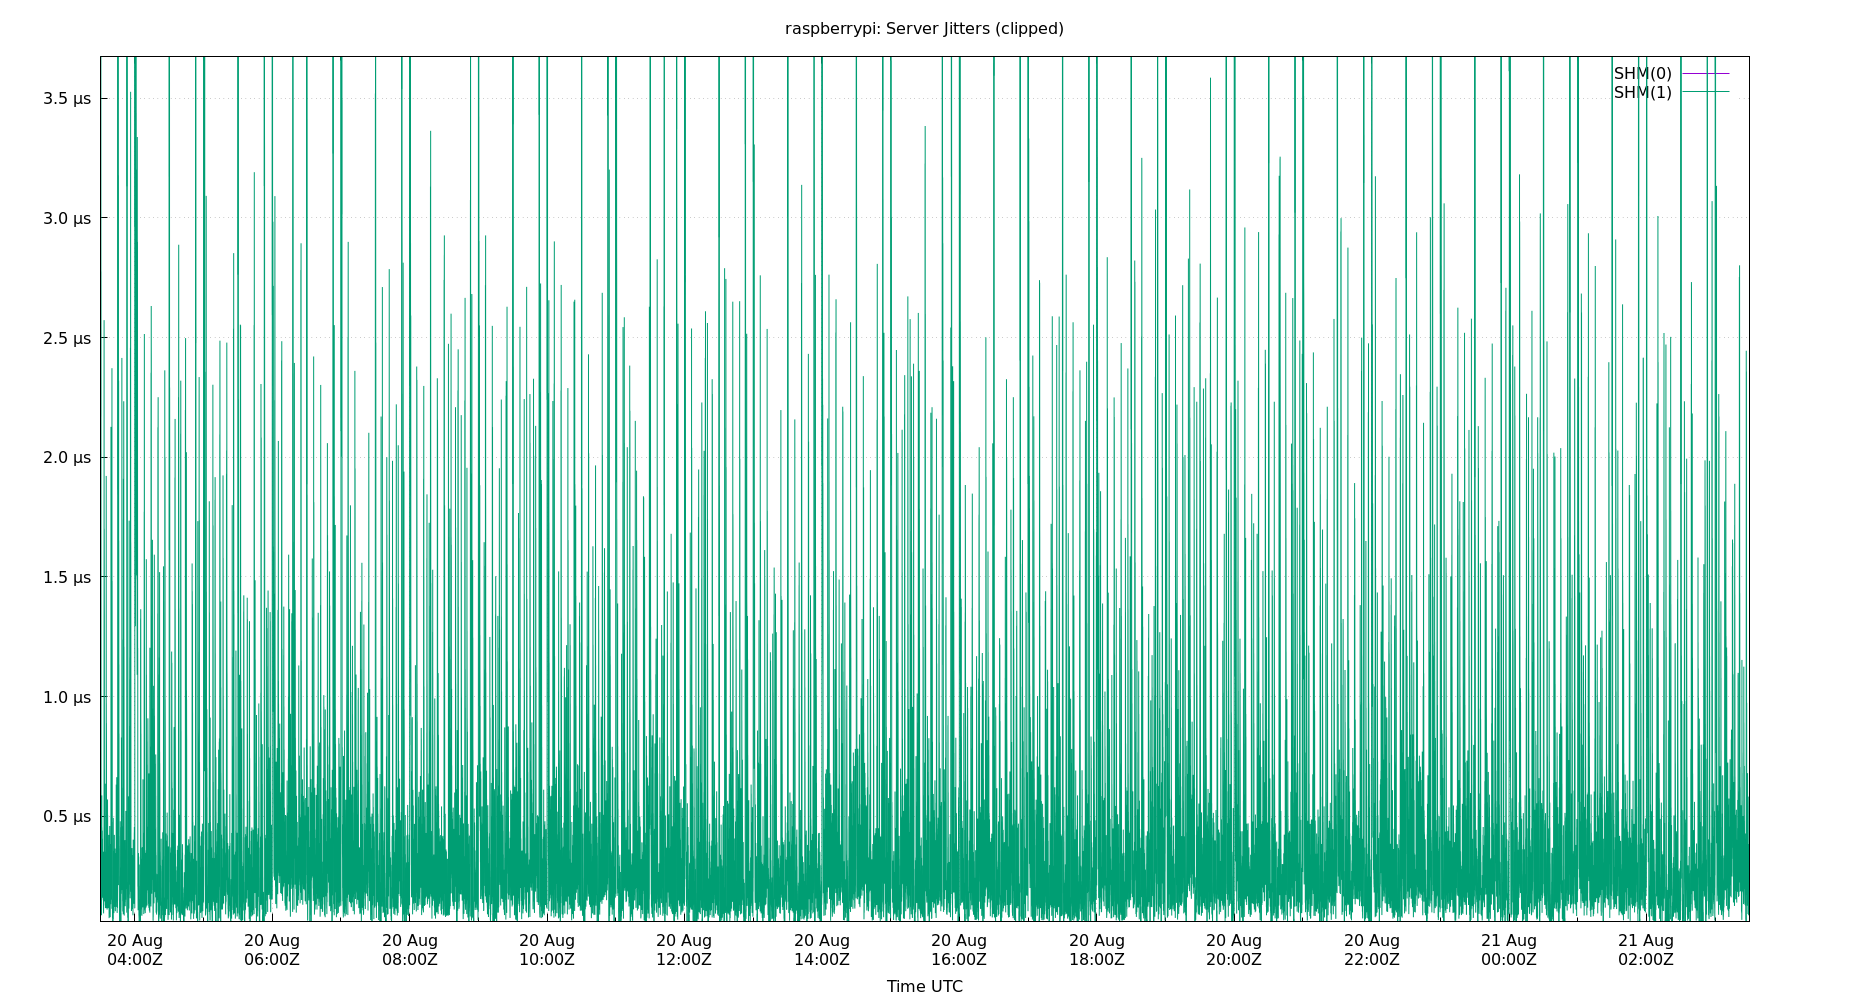 raspberrypi: Server Jitters (clipped)
SHM(0)
SHM(1)
3.5 μs
3.0 μs
2.5 μs
2.0 μs
1.5 μs
1.0 μs
0.5 μs
20 Aug 20 Aug 20 Aug 20 Aug 20 Aug 20 Aug 20 Aug 20 Aug 20 Aug 20 Aug 21 Aug 21 Aug
04:00Z 06:00Z 08:00Z 10:00Z 12:00Z 14:00Z 16:00Z 18:00Z 20:00Z 22:00Z 00:00Z 02:00Z
Time UTC